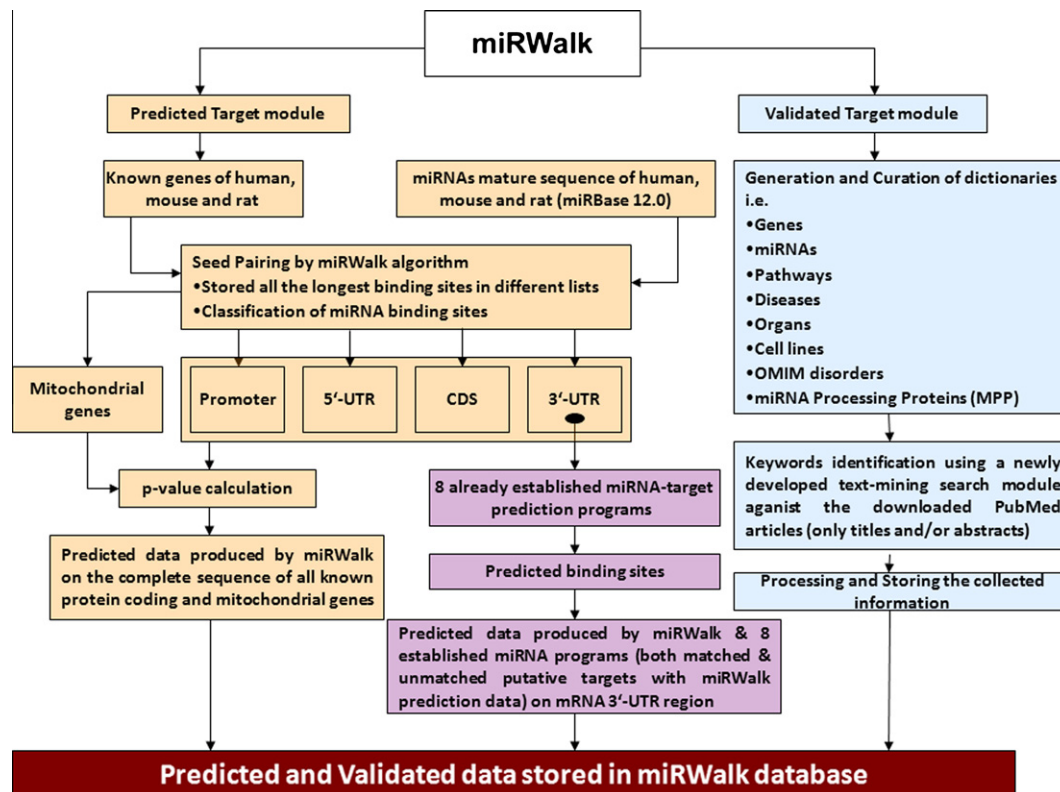 miRWalk
Predicted Target module
Validated Target module
Known genes of human,
mouse and rat
miRNAs mature sequence of human,
mouse and rat (miRBase 12.0)
Generation and Curation of dictionaries
i.e.
•Genes
•miRNAs
•Pathways
•Diseases
•Organs
•Cell lines
•OMIM disorders
•miRNA Processing Proteins (MPP)
Seed Pairing by miRWalk algorithm
•Stored all the longest binding sites in different lists
•Classification of miRNA binding sites
Mitochondrial
genes
Promoter
5‘-UTR
CDS
3‘-UTR
p-value calculation
8 already established miRNA-target
prediction programs
Keywords identification using a newly
developed text-mining search module
aganist the downloaded PubMed
articles (only titles and/or abstracts)
Predicted data produced by miRWalk
on the complete sequence of all known
protein coding and mitochondrial genes
Predicted binding sites
Processing and Storing the collected
information
Predicted data produced by miRWalk & 8
established miRNA programs (both matched &
unmatched putative targets with miRWalk
prediction data) on mRNA 3‘-UTR region
Predicted and Validated data stored in miRWalk database